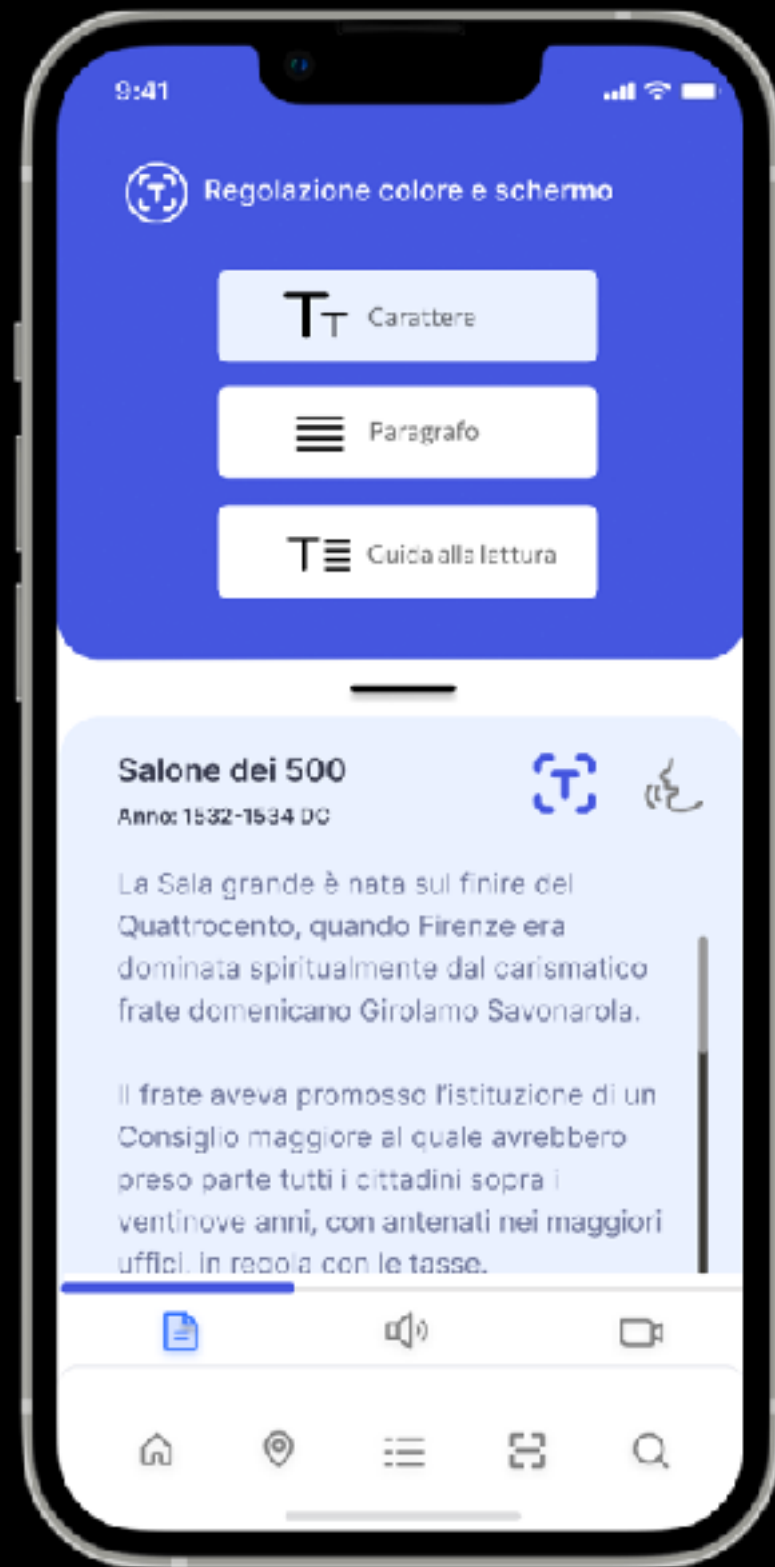 9:41
Regolazione colore e schermo
Carattere
Paragrafo
Guida alla lettura
Salone dei 500
Anno: 1532-1534 DC
La Sala grande è nata sul finire del
Quattrocento, quando Firenze era
dominata spiritualmente dal carismatico
frate domenicano Girolamo Savonarola.
Il frate aveva promosso l'istituzione di un
Consiglio maggiore al quale avrebbero
preso parte tutti i cittadini sopra i
ventinove anni, con antenati nei maggiori
uffici, in regola con le tasse.